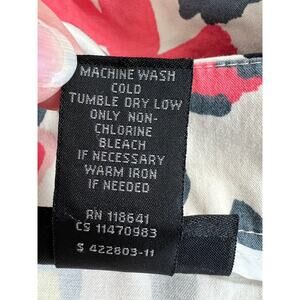 MACHINE WASH
COLD
TUMBLE DRY LOW
ONLY NON-
CHLORINE
BLEACH
IF NECESSARY
WARM IRON
IF NEEDED
RN 118641
CS 11470983
S 422803-11